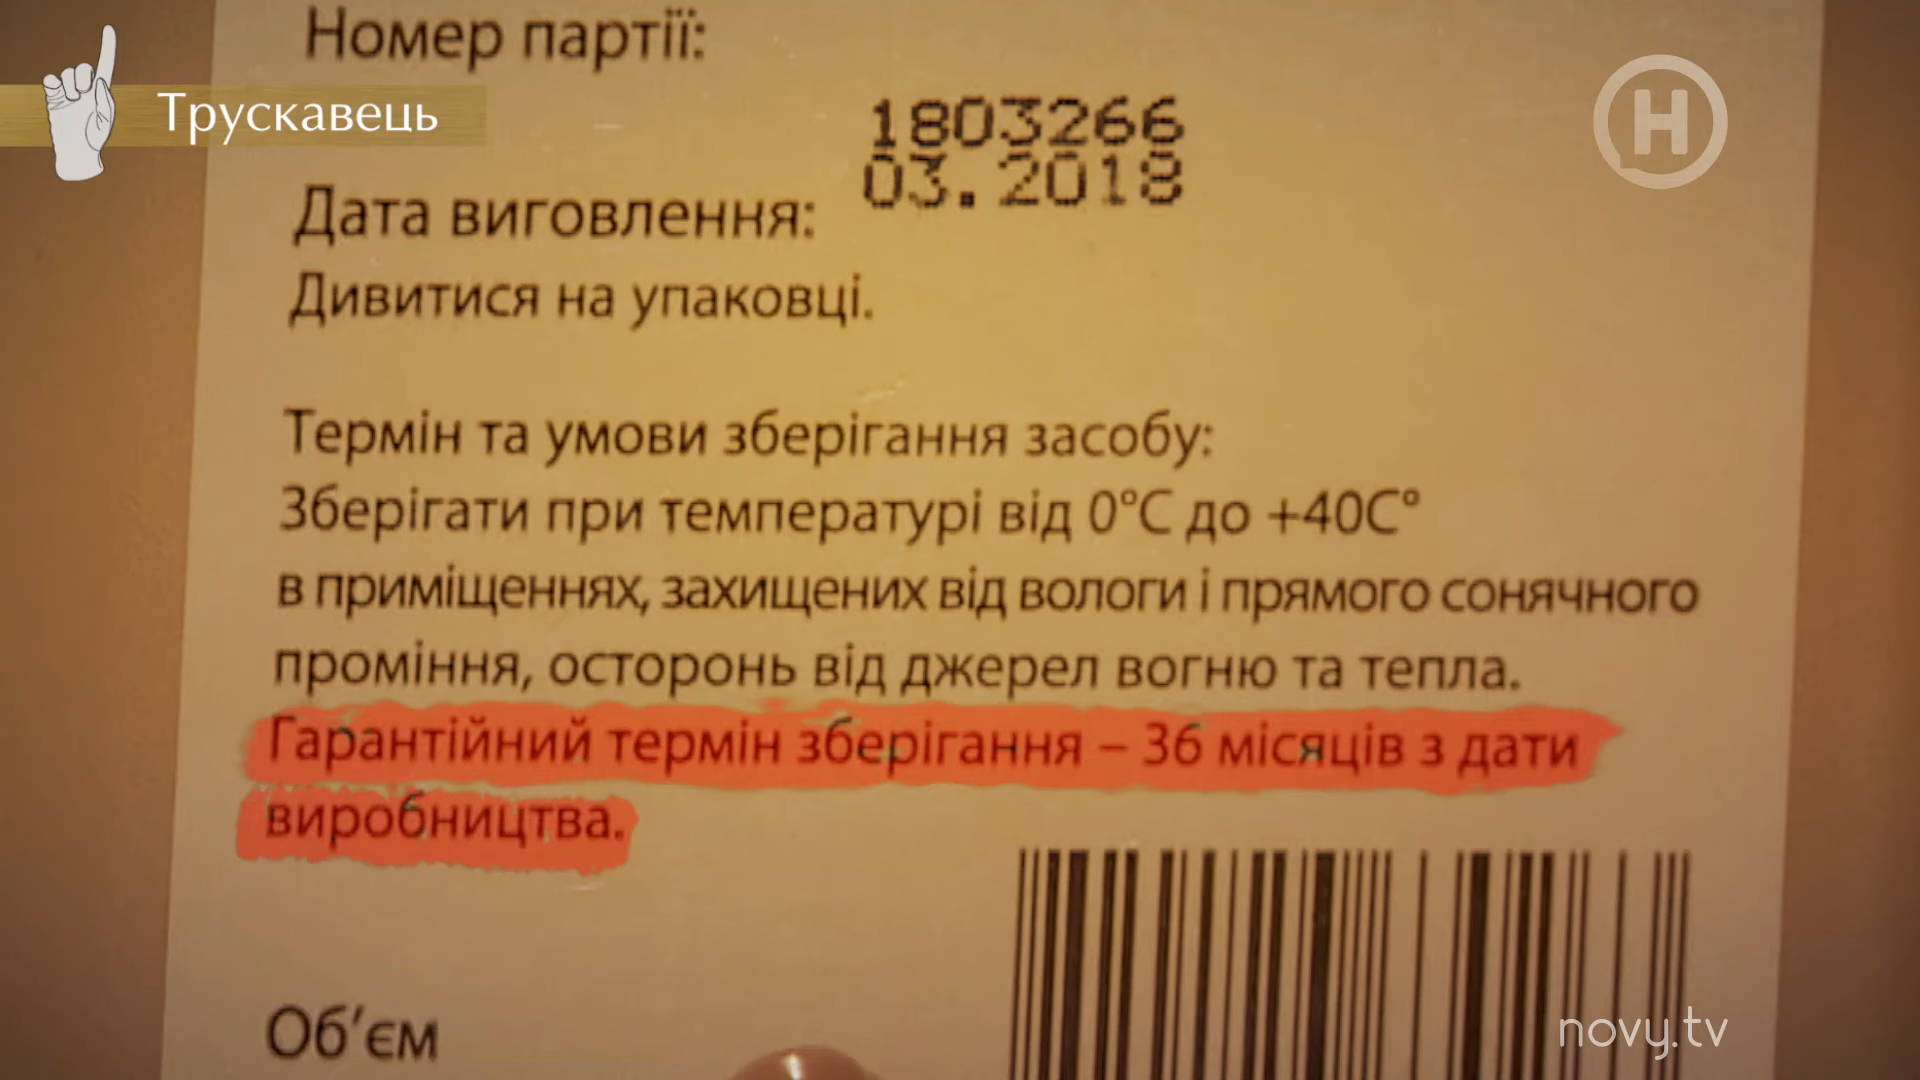 Номер партії:
Трускавець
Н
1803266
03.2018
Дата виговлення:
Дивитися на упаковці.
Термін та умови зберігання засобу:
Зберігати при температурі від 0°C до +40C°
в приміщеннях, захищених від вологи і прямого сонячного
проміння, осторонь від джерел вогню та тепла.
Гарантійний термін зберігання – 36 місяців з дати
виробництва.
Об’єм
novy.tv